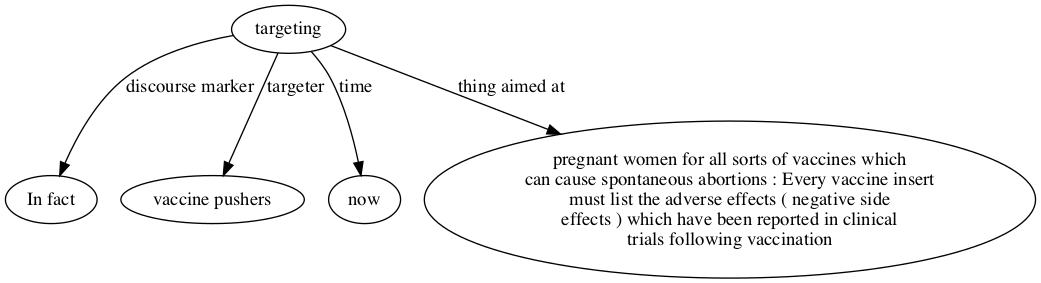 targeting
discourse marker
targeter
time
thing aimed at
In fact
vaccine pushers
now
pregnant women for all sorts of vaccines which
can cause spontaneous abortions : Every vaccine insert
must list the adverse effects ( negative side
effects ) which have been reported in clinical
trials following vaccination